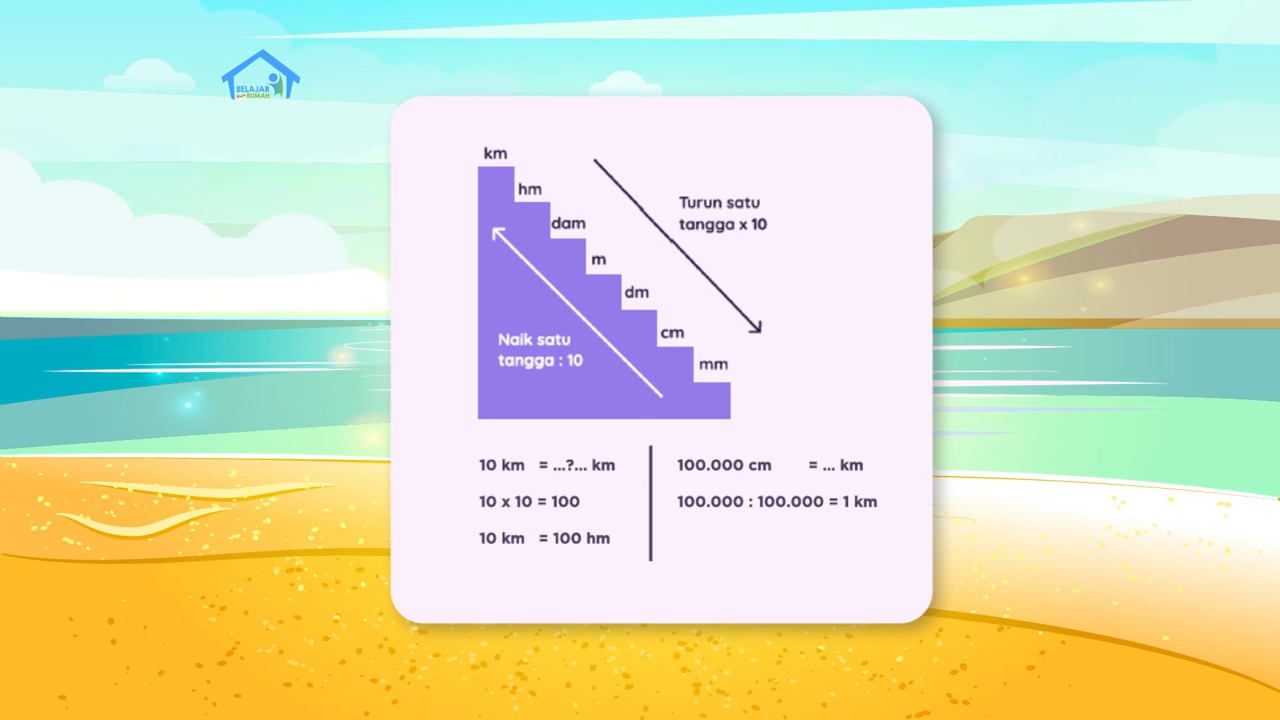 BELAJAR
dari RUMAH
km
hm
dam
m
dm
cm
mm
Turun satu
tangga x 10
Naik satu
tangga : 10
10 km = ...?... km
10 x 10 = 100
10 km = 100 hm
100.000 cm = ... km
100.000 : 100.000 = 1 km